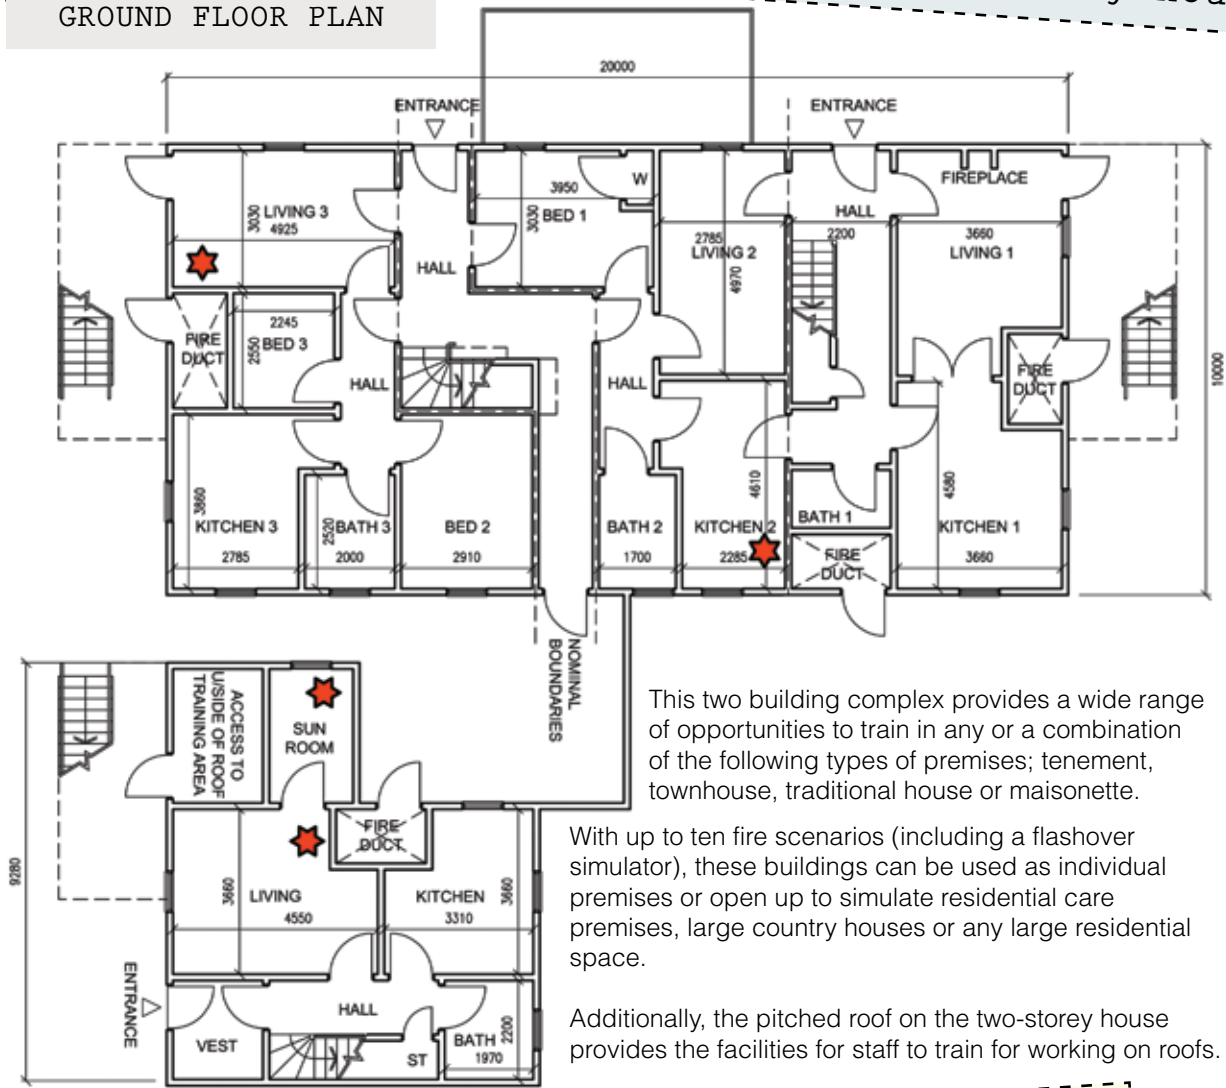 GROUND FLOOR PLAN
20000
ENTRANCE
ENTRANCE
W
FIREPLACE
3950
BED 1
3030
LIVING 3
3030
4925
HALL
2200
2785
LIVING 2
4970
3660
LIVING 1
HALL
10000
FIRE
DUCT
2245
BED 3
2550
HALL
HALL
FIRE
DUCT
3860
KITCHEN 3
2785
2520
BATH 3
2000
BED 2
2910
BATH 2
1700
4610
KITCHEN 2
2285
BATH 1
FIRE
DUCT
4580
KITCHEN 1
3660
NOMINAL
BOUNDARIES
ACCESS TO
U/SIDE OF ROOF
TRAINING AREA
SUN
ROOM
FIRE
DUCT
9280
LIVING
4550
KITCHEN
3310
3660
ENTRANCE
HALL
VEST
ST
BATH
1970
2200
This two building complex provides a wide range
of opportunities to train in any or a combination
of the following types of premises; tenement,
townhouse, traditional house or maisonette.
With up to ten fire scenarios (including a flashover
simulator), these buildings can be used as individual
premises or open up to simulate residential care
premises, large country houses or any large residential
space.
Additionally, the pitched roof on the two-storey house
provides the facilities for staff to train for working on roofs.